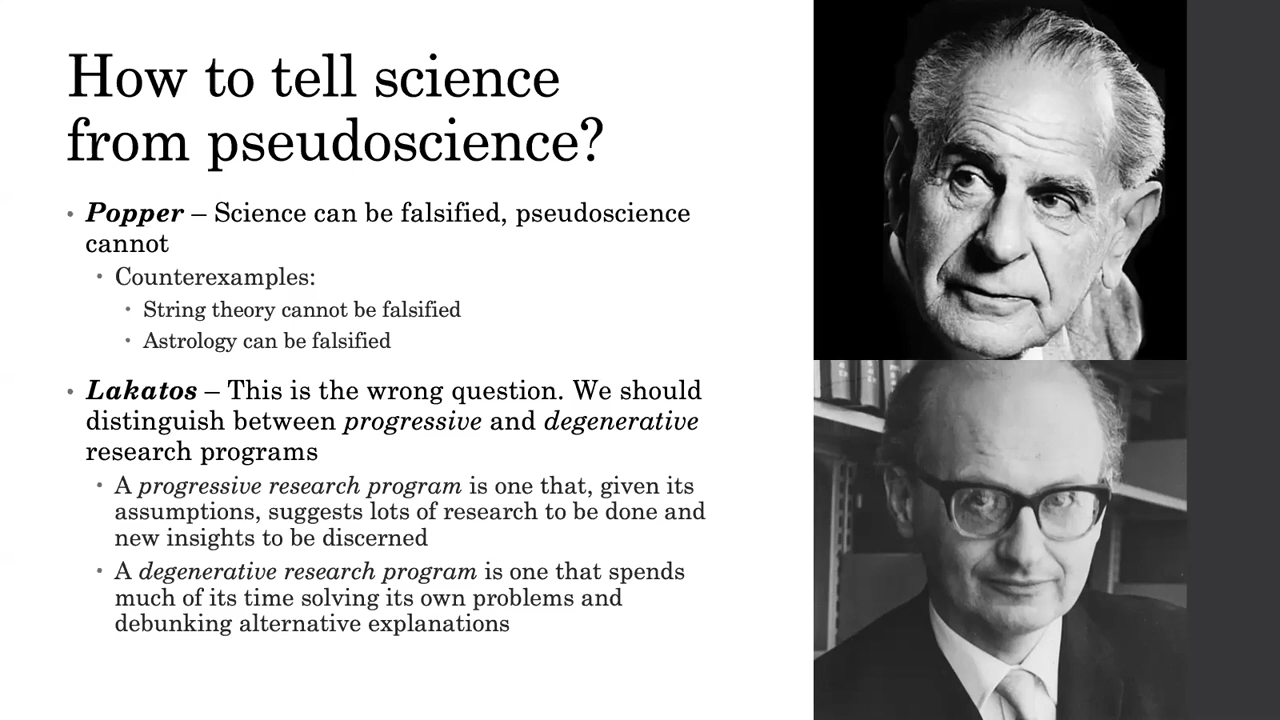 How to tell science
from pseudoscience?
• Popper – Science can be falsified, pseudoscience
cannot
• Counterexamples:
• String theory cannot be falsified
• Astrology can be falsified
• Lakatos – This is the wrong question. We should
distinguish between progressive and degenerative
research programs
• A progressive research program is one that, given its
assumptions, suggests lots of research to be done and
new insights to be discerned
• A degenerative research program is one that spends
much of its time solving its own problems and
debunking alternative explanations